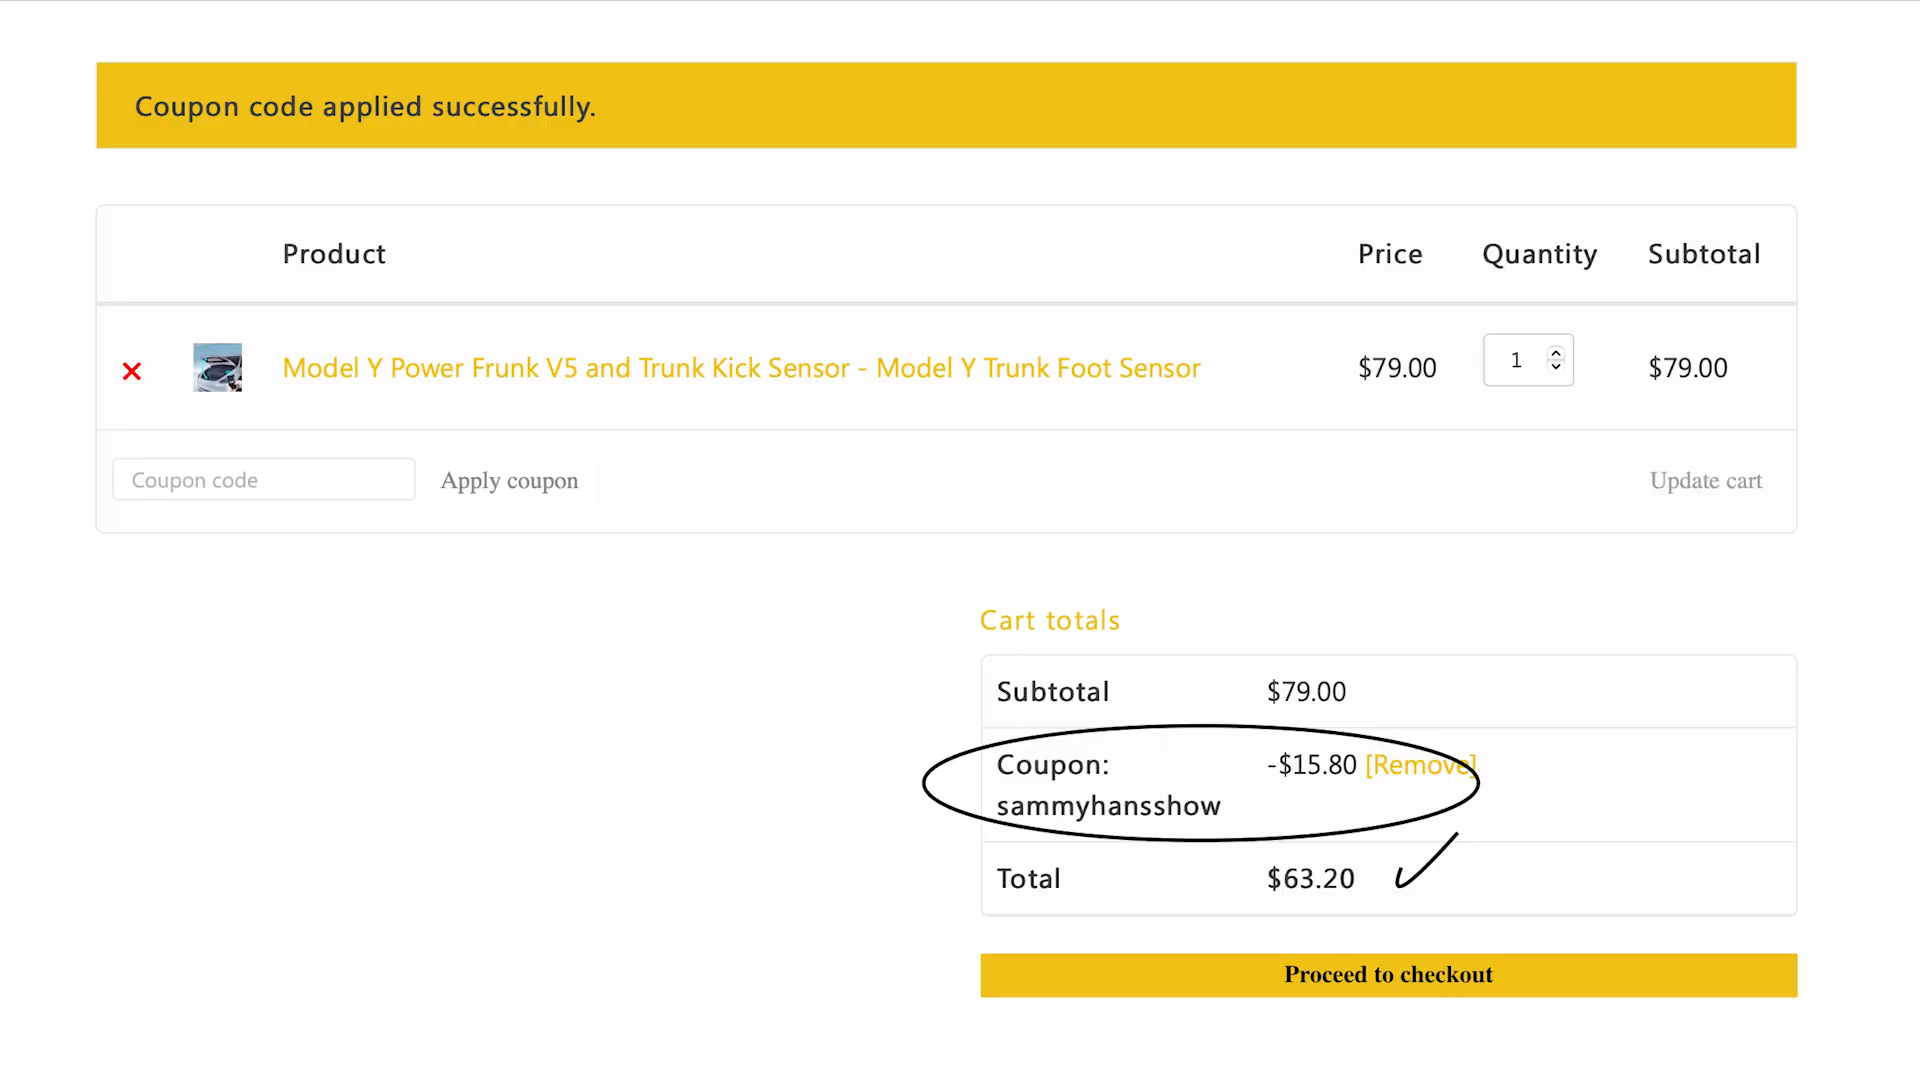 Coupon code applied successfully.
Product Price Quantity Subtotal
Model Y Power Frunk V5 and Trunk Kick Sensor - Model Y Trunk Foot Sensor $79.00 1 $79.00
Coupon code Apply coupon Update cart
Cart totals
Subtotal $79.00
Coupon: -$15.80 [Remove]
sammyhansshow
Total $63.20
Proceed to checkout